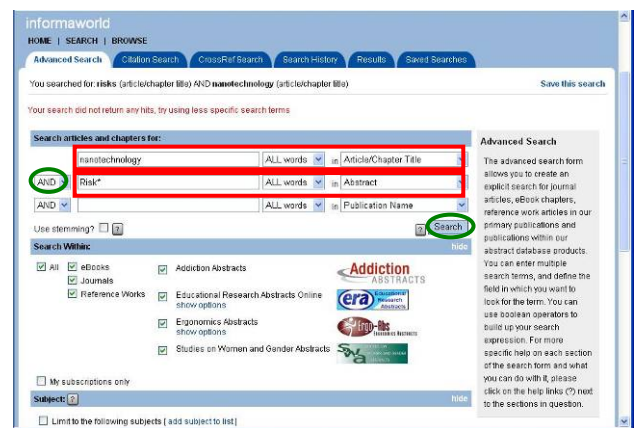 informaworld
HOME | SEARCH | BROWSE
Advanced Search Citation Search CrossRef Search Search History Results Saved Searches
You searched for: risks (article/chapter title) AND nanotechnology (article/chapter title) Save this search
Your search did not return any hits, try using less specific search terms
Search articles and chapters for:
nanotechnology ALL words in Article/Chapter Title
AND Risk* ALL words in Abstract
AND ALL words in Publication Name
Use stemming? ? ? Search
Search Within: hide
All eBooks Addiction Abstracts Addiction ABSTRACTS
Journals
Reference Works Educational Research Abstracts Online era Educational Research Abstracts
show options
Ergonomics Abstracts Ergo-Abs Ergonomics Abstracts
show options
Studies on Women and Gender Abstracts
My subscriptions only
Subject: ? hide
Limit to the following subjects [ add subject to list ]
Advanced Search
The advanced search form
allows you to create an
explicit search for journal
articles, eBook chapters,
reference work articles in our
primary publications and
publications within our
abstract database products.
You can enter multiple
search terms, and define the
field in which you want to
look for the term. You can
use boolean operators to
build up your search
expression. For more
specific help on each section
of the search form and what
you can do with it, please
click on the help links (?) next
to the sections in question.